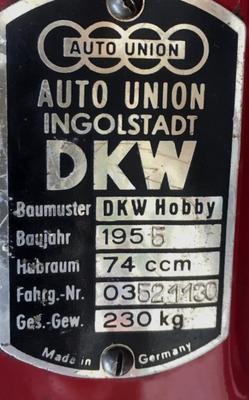 AUTO UNION
AUTO UNION
INGOLSTADT
DKW
Baumuster DKW Hobby
Baujahr 1955
Hubraum 74 ccm
Fahrg.-Nr. 03521130
Ges.-Gew. 230 kg
Made in Germany